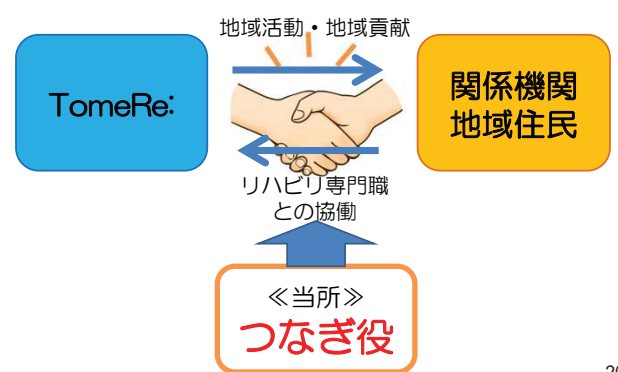 地域活動・地域貢献
TomeRe:
関係機関
地域住民
リハビリ専門職
との協働
≪当所≫
つなぎ役